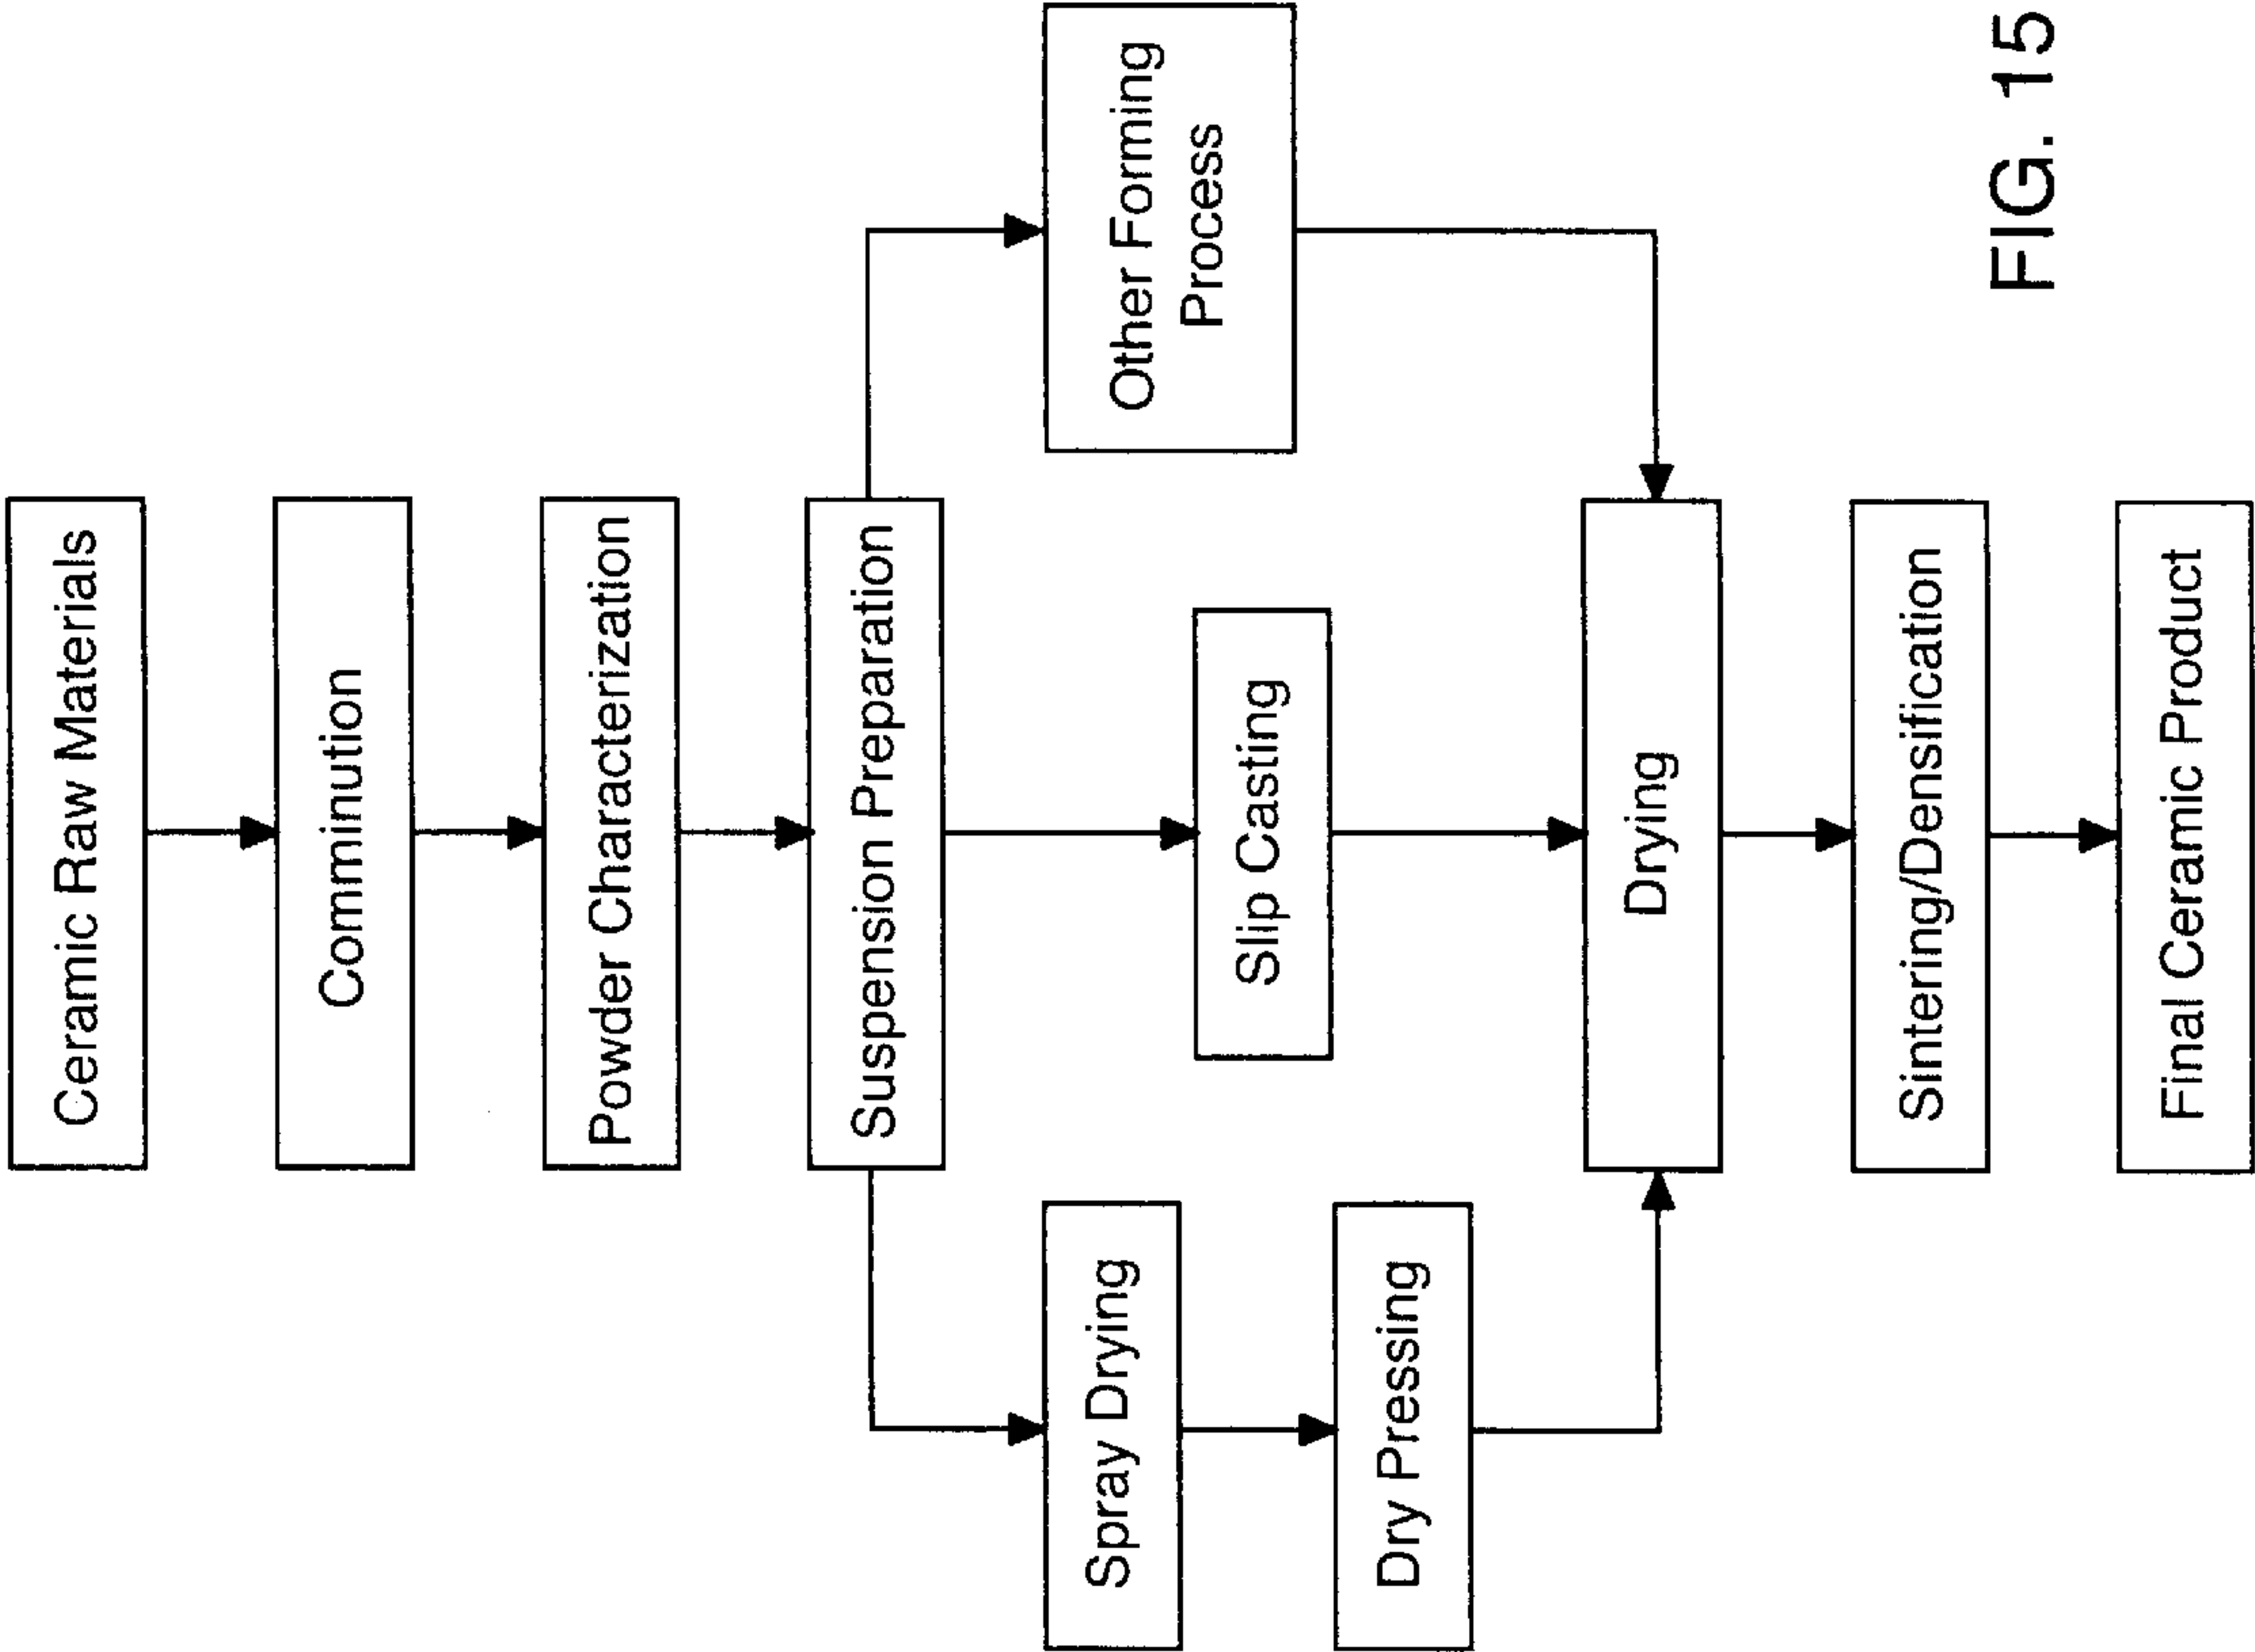 Ceramic Raw Materials
Comminution
Powder Characterization
Suspension Preparation
Spray Drying
Dry Pressing
Slip Casting
Other Forming
Process
Drying
Sintering/Densification
Final Ceramic Product
FIG. 15